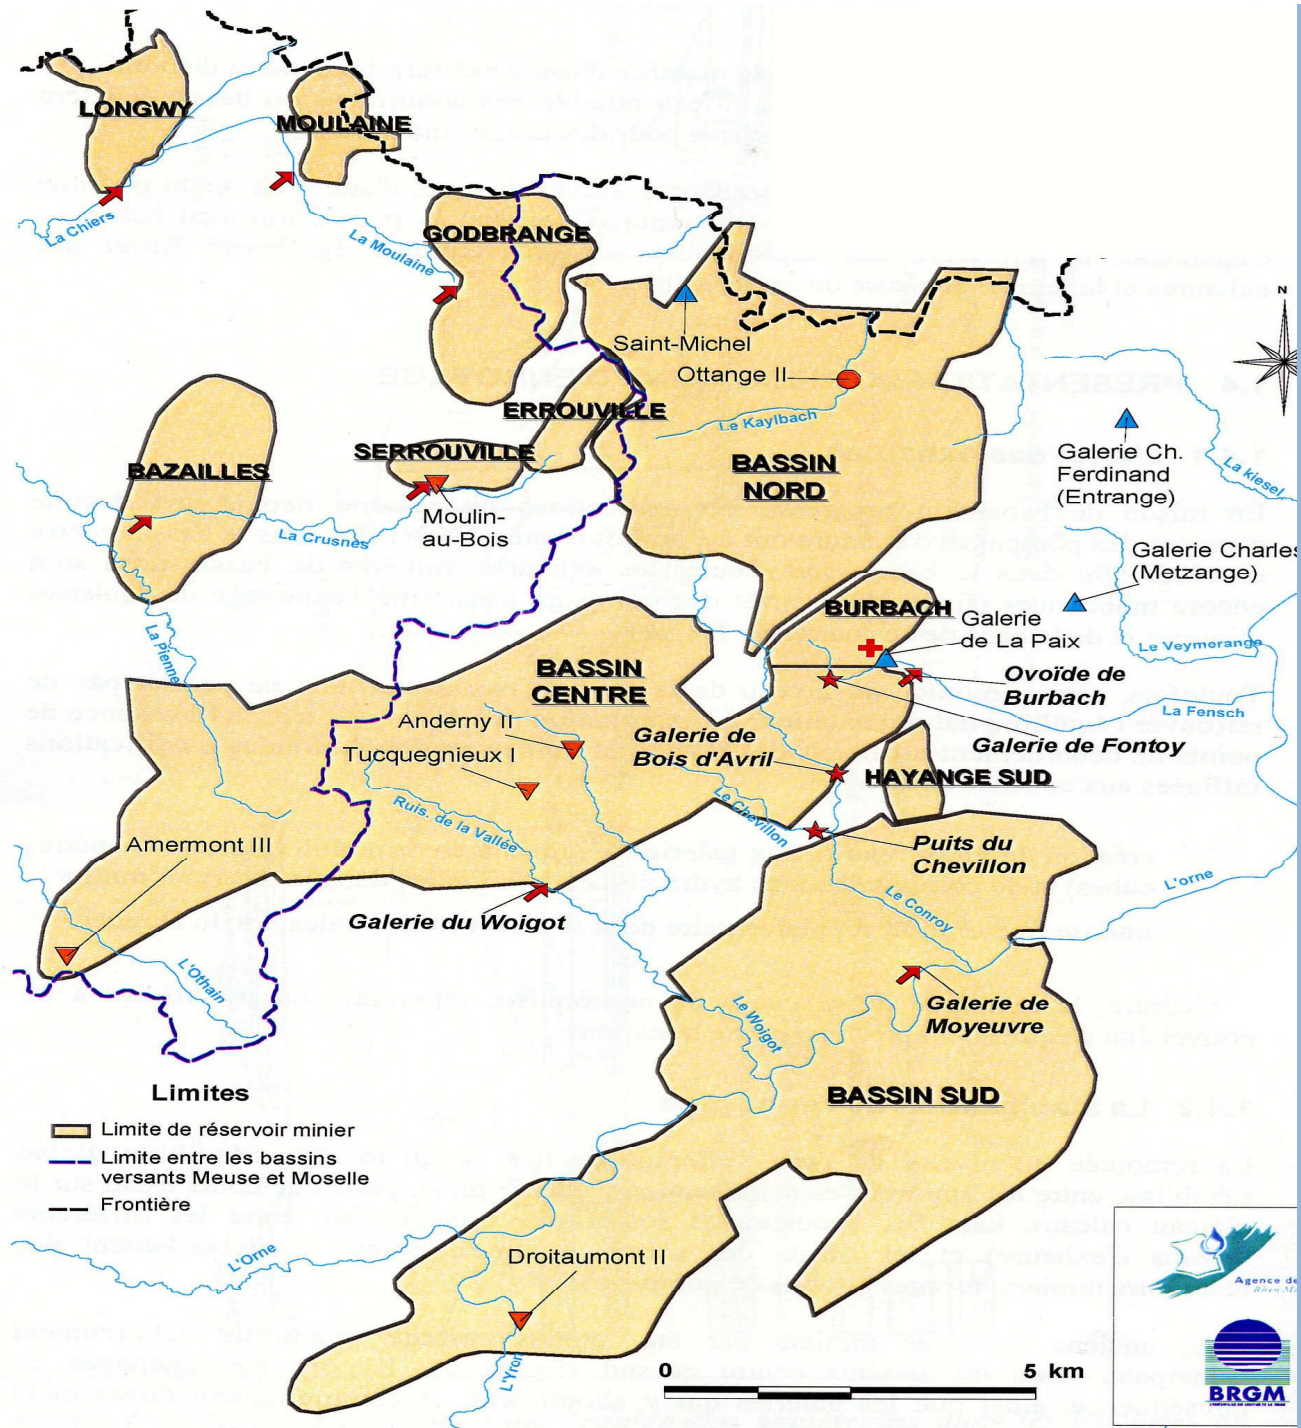 LONGWY
MOULAINE
La Chiers
La Moulaine
GODBRANGE
N
Saint-Michel
Ottange II
Le Kaylbach
ERROUVILLE
SERROUVILLE
BAZAILLES
Moulin-
au-Bois
La Crusnes
BASSIN
NORD
Galerie Ch.
Ferdinand
(Entrange)
La kiesel
Galerie Charles
(Metzange)
La Pienne
BURBACH
Galerie
de La Paix
Le Veymerange
Ovoïde de
Burbach
La Fensch
BASSIN
CENTRE
Anderny II
Tucquegnieux I
Galerie de
Bois d'Avril
Galerie de Fontoy
HAYANGE SUD
Ruis. de la Vallée
Le Chevillon
Amermont III
Puits du
Chevillon
L'orne
Galerie du Woigot
Le Conroy
L'Othain
Le Woigot
Galerie de
Moyeuvre
BASSIN SUD
Limites
Limite de réservoir minier
Limite entre les bassins
versants Meuse et Moselle
Frontière
L'Orne
Droitaumont II
L'Yron
0 5 km
Agence de
BRGM